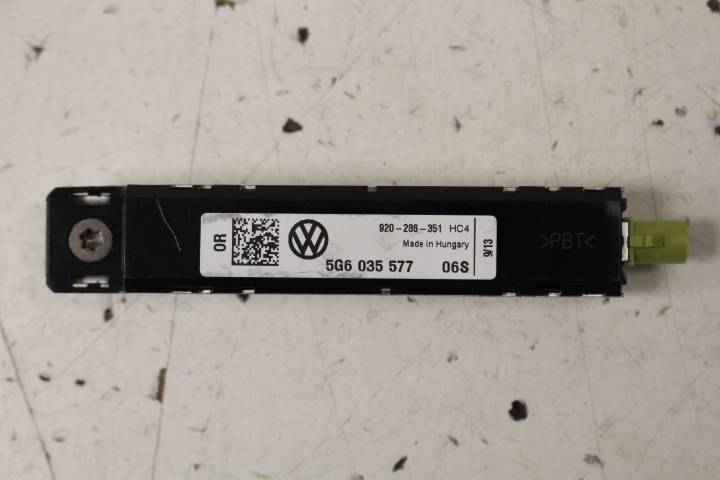 OR
920-286-351 HC4
Made in Hungary
5G6 035 577 06S
9/13
>PBT<